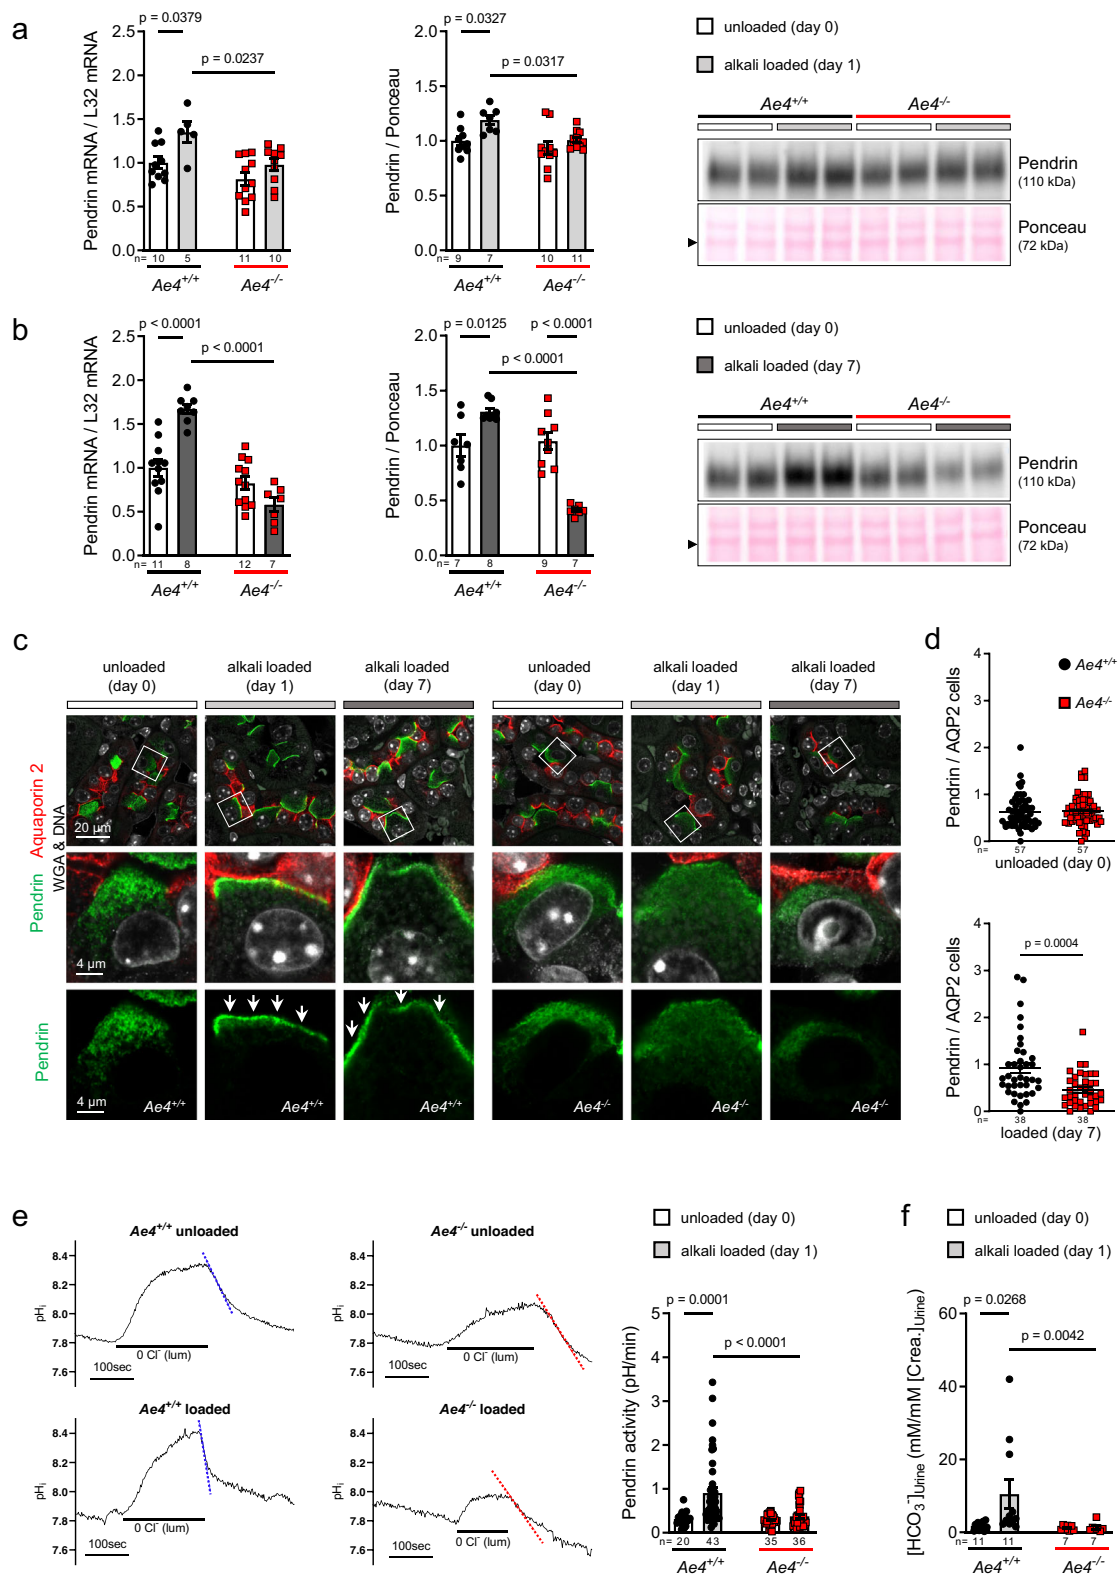 a
p = 0.0379
p = 0.0237
Pendrin mRNA / L32 mRNA
2.5
2.0
1.5
1.0
0.5
0.0
n= 10 5 11 10
Ae4+/+ Ae4-/-
p = 0.0327
p = 0.0317
Pendrin / Ponceau
2.0
1.5
1.0
0.5
0.0
n= 9 7 10 11
Ae4+/+ Ae4-/-
unloaded (day 0)
alkali loaded (day 1)
Ae4+/+ Ae4-/-
Pendrin
(110 kDa)
Ponceau
(72 kDa)
b
p < 0.0001
p < 0.0001
Pendrin mRNA / L32 mRNA
2.5
2.0
1.5
1.0
0.5
0.0
n= 11 8 12 7
Ae4+/+ Ae4-/-
p = 0.0125 p < 0.0001
p < 0.0001
Pendrin / Ponceau
2.0
1.5
1.0
0.5
0.0
n= 7 8 9 7
Ae4+/+ Ae4-/-
unloaded (day 0)
alkali loaded (day 7)
Ae4+/+ Ae4-/-
Pendrin
(110 kDa)
Ponceau
(72 kDa)
c
unloaded
(day 0)
alkali loaded
(day 1)
alkali loaded
(day 7)
unloaded
(day 0)
alkali loaded
(day 1)
alkali loaded
(day 7)
Pendrin Aquaporin 2
WGA & DNA
20 µm
4 µm
Pendrin
4 µm
Ae4+/+ Ae4+/+ Ae4+/+ Ae4-/- Ae4-/- Ae4-/-
d
Ae4+/+
Ae4-/-
Pendrin / AQP2 cells
4
3
2
1
0
n= 57 57
unloaded (day 0)
p = 0.0004
Pendrin / AQP2 cells
4
3
2
1
0
n= 38 38
loaded (day 7)
e
Ae4+/+ unloaded
pHi
8.4
8.2
8.0
7.8
7.6
0 Cl- (lum)
100sec
Ae4-/- unloaded
pHi
8.4
8.2
8.0
7.8
7.6
0 Cl- (lum)
100sec
Ae4+/+ loaded
pHi
8.4
8.2
8.0
7.8
7.6
0 Cl- (lum)
100sec
Ae4-/- loaded
pHi
8.4
8.2
8.0
7.8
7.6
0 Cl- (lum)
100sec
unloaded (day 0)
alkali loaded (day 1)
p = 0.0001
p < 0.0001
Pendrin activity (pH/min)
5
4
3
2
1
0
n= 20 43 35 36
Ae4+/+ Ae4-/-
f
unloaded (day 0)
alkali loaded (day 1)
p = 0.0268
p = 0.0042
[HCO3-]Urine (mM/mM [Crea.]Urine)
60
40
20
0
n= 11 11 7 7
Ae4+/+ Ae4-/-